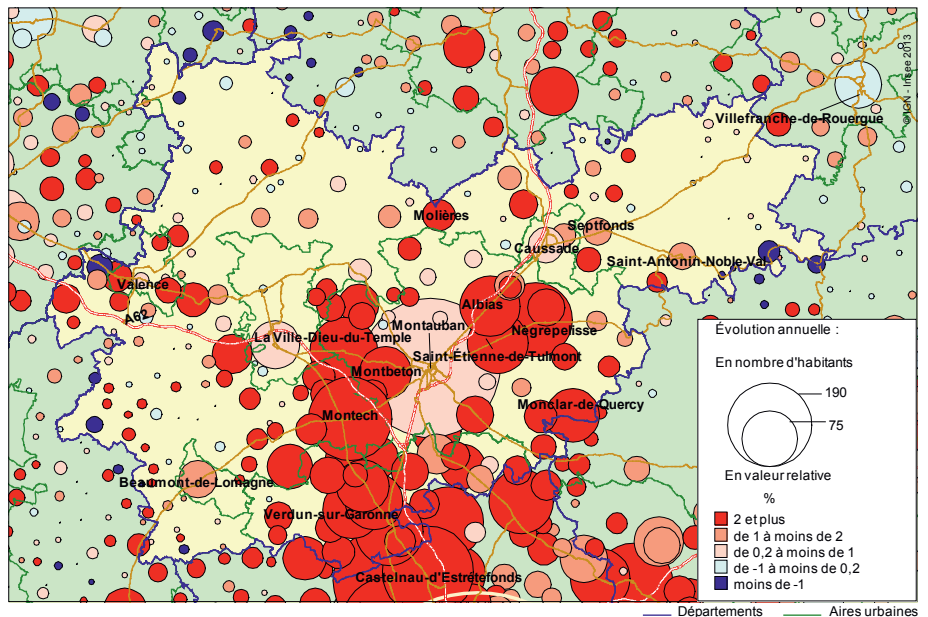 ©IGN - Insee 2013
Villefranche-de-Rouergue
Molières
Septfonds
Caussade
Saint-Antonin-Noble-Val
Valence
A62
Albias
Montauban
Nègrepelisse
La Ville-Dieu-du-Temple
Saint-Étienne-de-Tulmont
Montbeton
Monclar-de-Quercy
Montech
Beaumont-de-Lomagne
Verdun-sur-Garonne
Castelnau-d'Estrétefonds
Évolution annuelle :
En nombre d'habitants
190
75
En valeur relative
%
2 et plus
de 1 à moins de 2
de 0,2 à moins de 1
de -1 à moins de 0,2
moins de -1
Départements
Aires urbaines